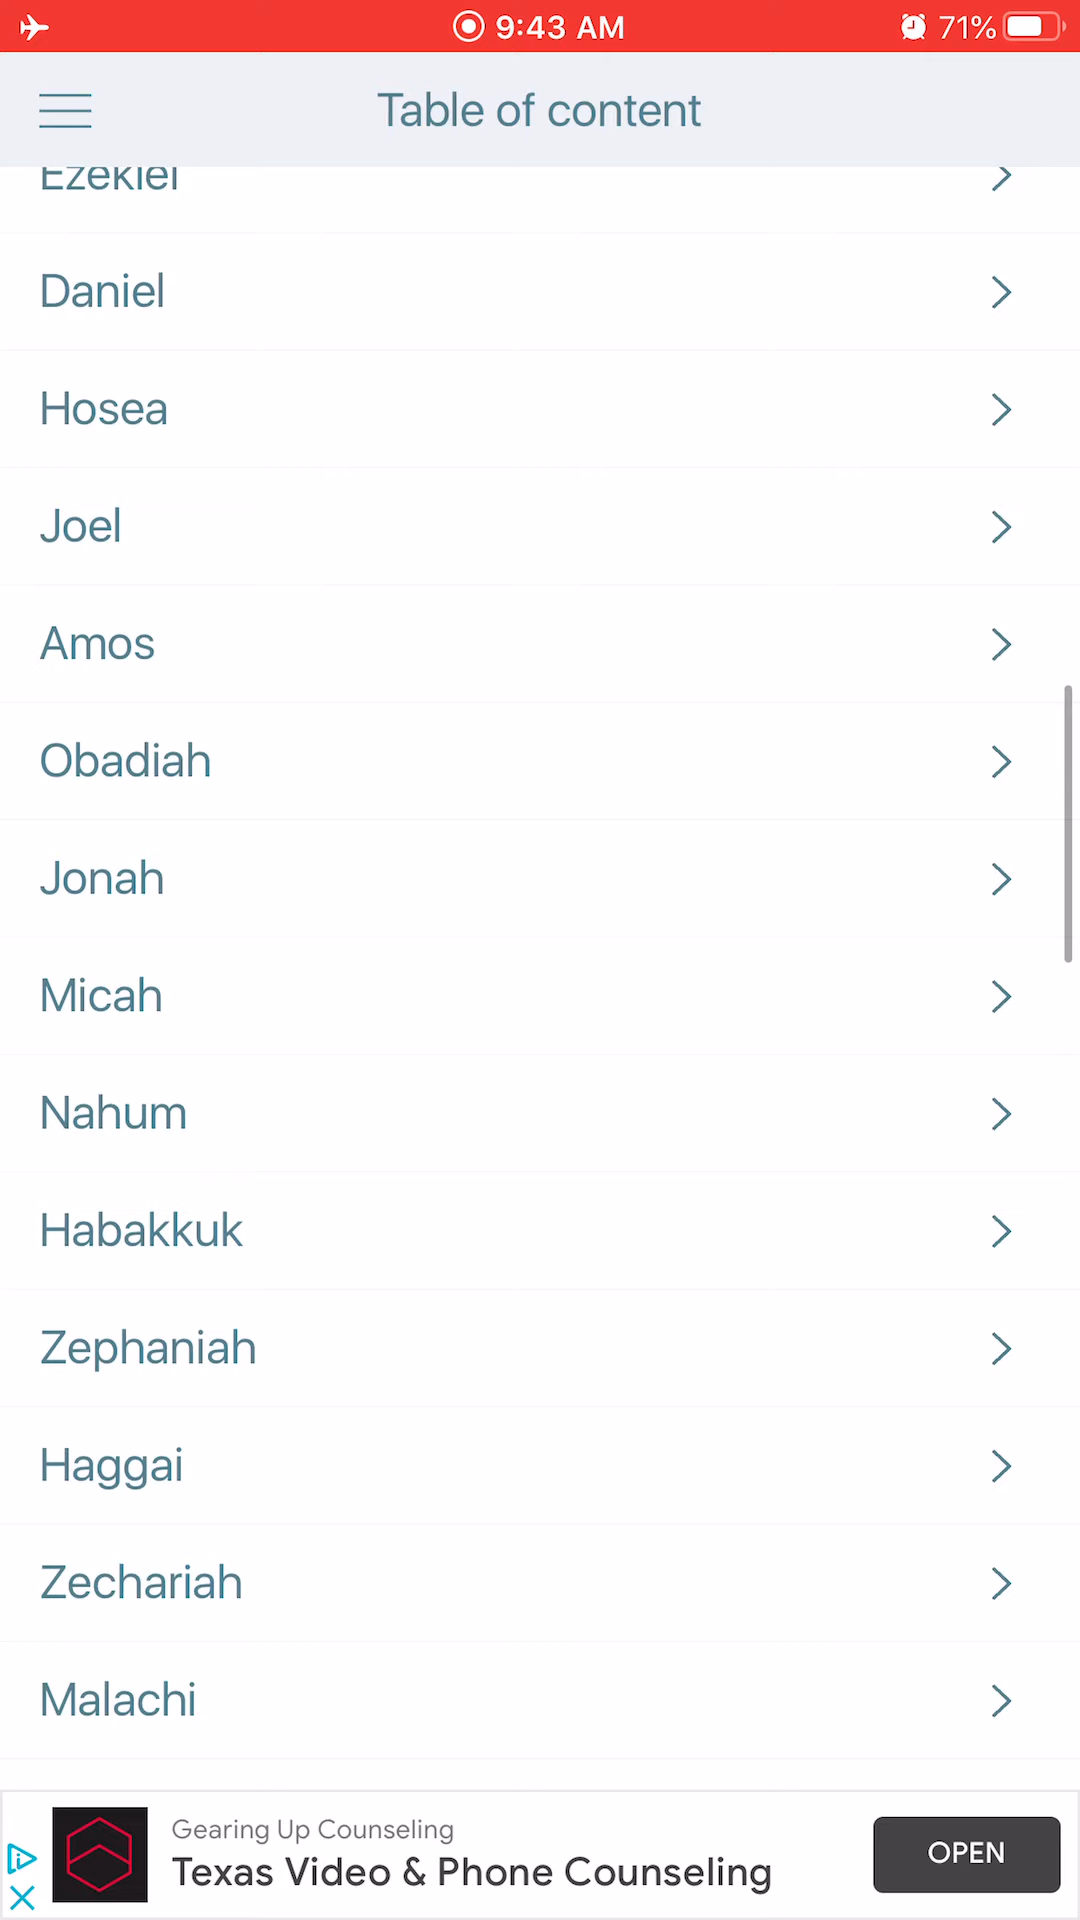 9:43 AM
71%
Table of content
Ezekiel
Daniel
Hosea
Joel
Amos
Obadiah
Jonah
Micah
Nahum
Habakkuk
Zephaniah
Haggai
Zechariah
Malachi
Gearing Up Counseling
Texas Video & Phone Counseling
OPEN